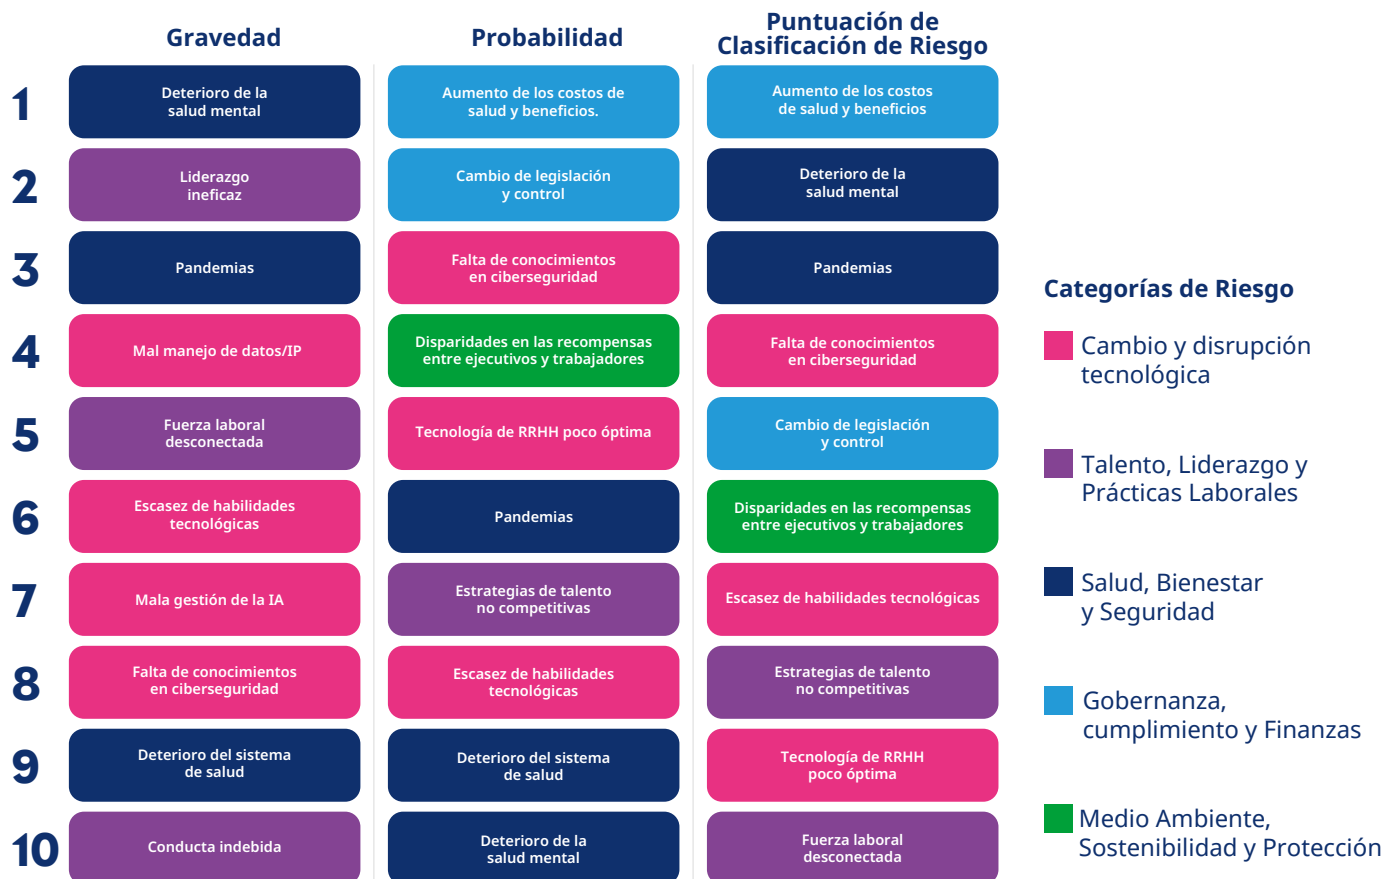 Gravedad
Probabilidad
Puntuación de
Clasificación de Riesgo
1
Deterioro de la
salud mental
Aumento de los costos de
salud y beneficios.
Aumento de los costos
de salud y beneficios
2
Liderazgo
ineficaz
Cambio de legislación
y control
Deterioro de la
salud mental
3
Pandemias
Falta de conocimientos
en ciberseguridad
Pandemias
4
Mal manejo de datos/IP
Disparidades en las recompensas
entre ejecutivos y trabajadores
Falta de conocimientos
en ciberseguridad
5
Fuerza laboral
desconectada
Tecnología de RRHH poco óptima
Cambio de legislación
y control
6
Escasez de habilidades
tecnológicas
Pandemias
Disparidades en las recompensas
entre ejecutivos y trabajadores
7
Mala gestión de la IA
Estrategias de talento
no competitivas
Escasez de habilidades tecnológicas
8
Falta de conocimientos
en ciberseguridad
Escasez de habilidades
tecnológicas
Estrategias de talento
no competitivas
9
Deterioro del sistema
de salud
Deterioro del sistema
de salud
Tecnología de RRHH
poco óptima
10
Conducta indebida
Deterioro de la
salud mental
Fuerza laboral
desconectada
Categorías de Riesgo
Cambio y disrupción
tecnológica
Talento, Liderazgo y
Prácticas Laborales
Salud, Bienestar
y Seguridad
Gobernanza,
cumplimiento y Finanzas
Medio Ambiente,
Sostenibilidad y Protección